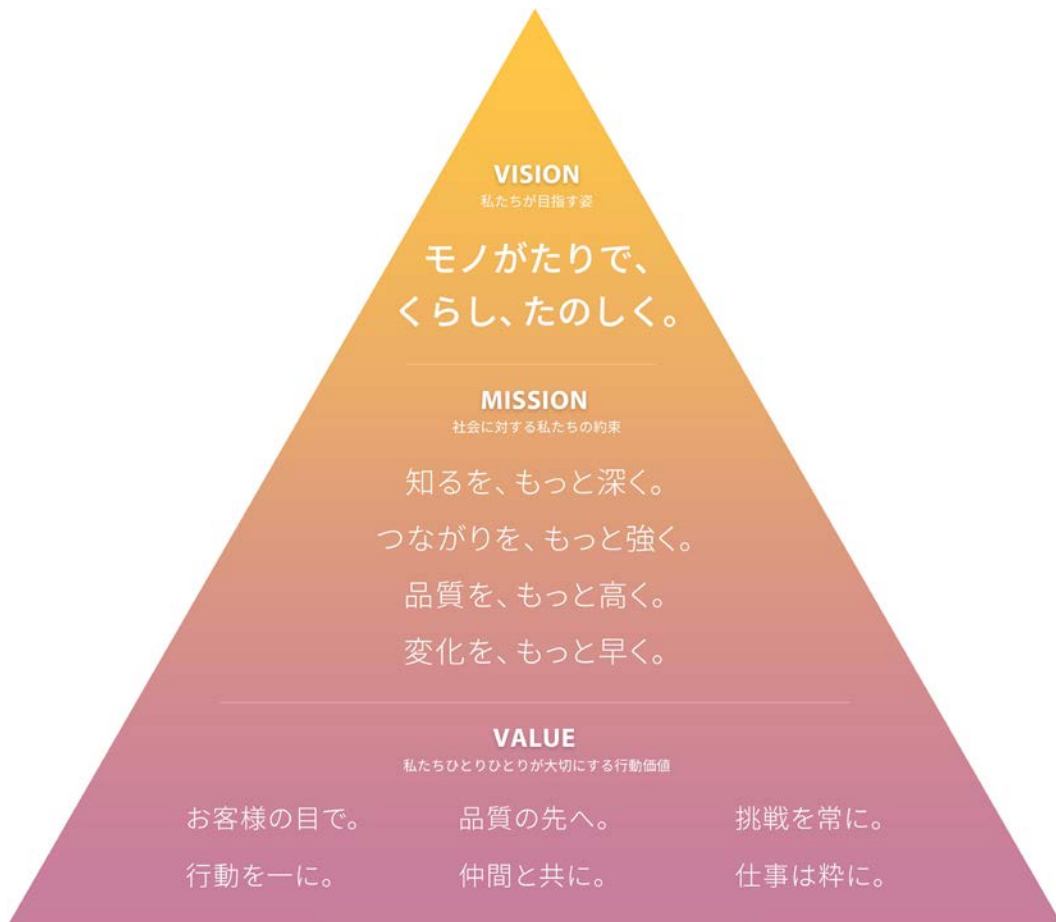 VISION
私たちが目指す姿
モノがたりで、
くらし、たのしく。
MISSION
社会に対する私たちの約束
知るを、もっと深く。
つながりを、もっと強く。
品質を、もっと高く。
変化を、もっと早く。
VALUE
私たちひとりひとりが大切にする行動価値
お客様の目で。 品質の先へ。 挑戦を常に。
行動を一に。 仲間と共に。 仕事は粋に。